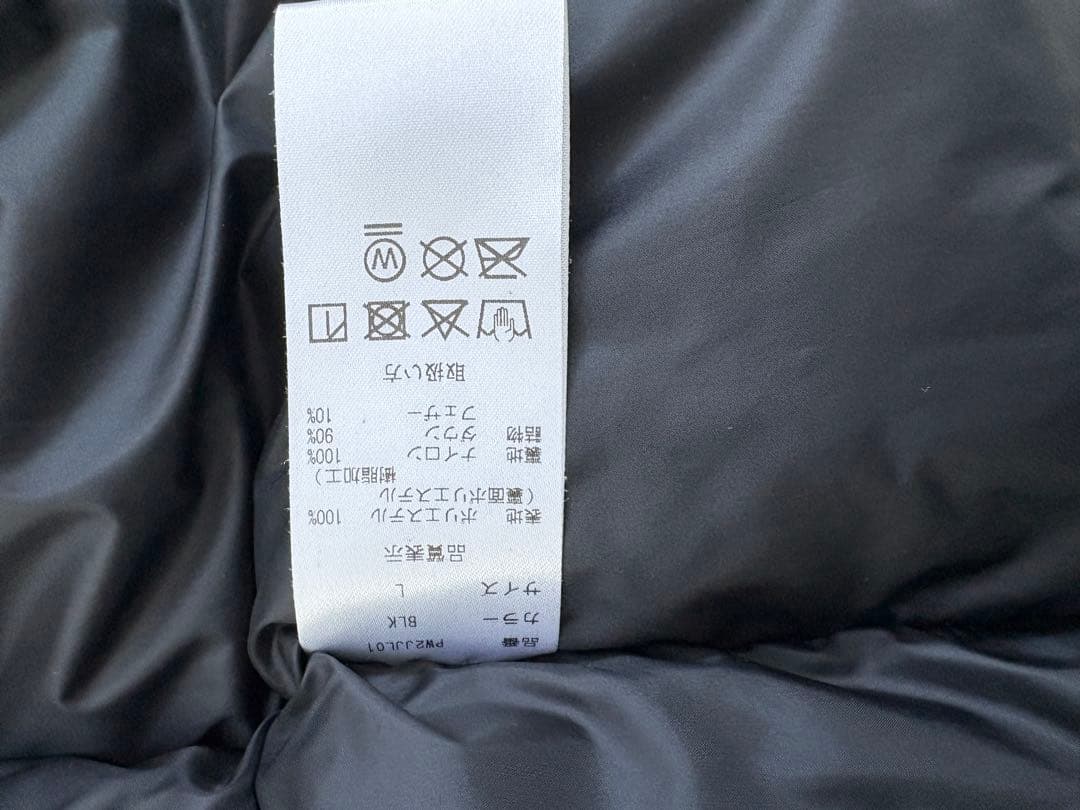 品番 PW2JJL01
カラー BLK
サイズ L
品質表示
表地 ポリエステル 100%
(裏面ポリエステル
樹脂加工)
裏地 ナイロン 100%
詰物 ダウン 90%
フェザー 10%
取扱い方
W